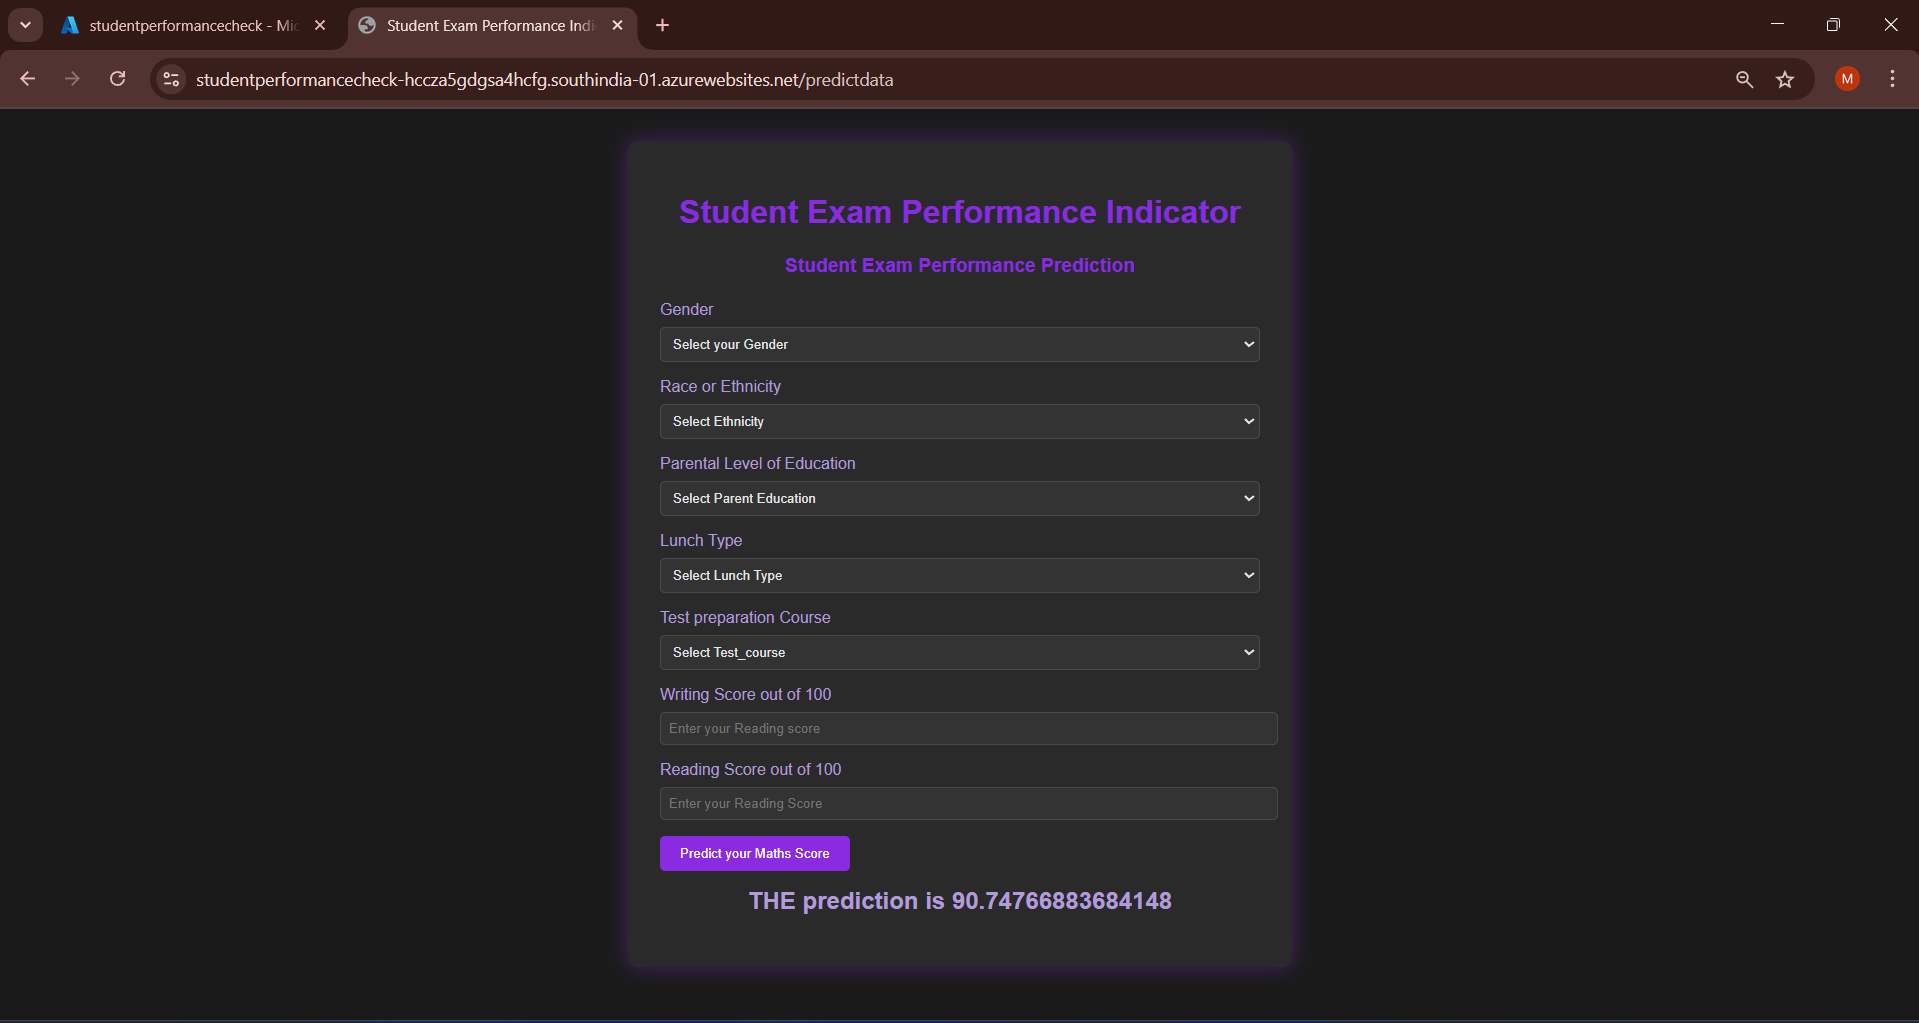 studentperformancecheck - Mic
Student Exam Performance Indi
studentperformancecheck-hccza5gdgsa4hcfg.southindia-01.azurewebsites.net/predictdata
M
Student Exam Performance Indicator
Student Exam Performance Prediction
Gender
Select your Gender
Race or Ethnicity
Select Ethnicity
Parental Level of Education
Select Parent Education
Lunch Type
Select Lunch Type
Test preparation Course
Select Test_course
Writing Score out of 100
Enter your Reading score
Reading Score out of 100
Enter your Reading Score
Predict your Maths Score
THE prediction is 90.74766883684148